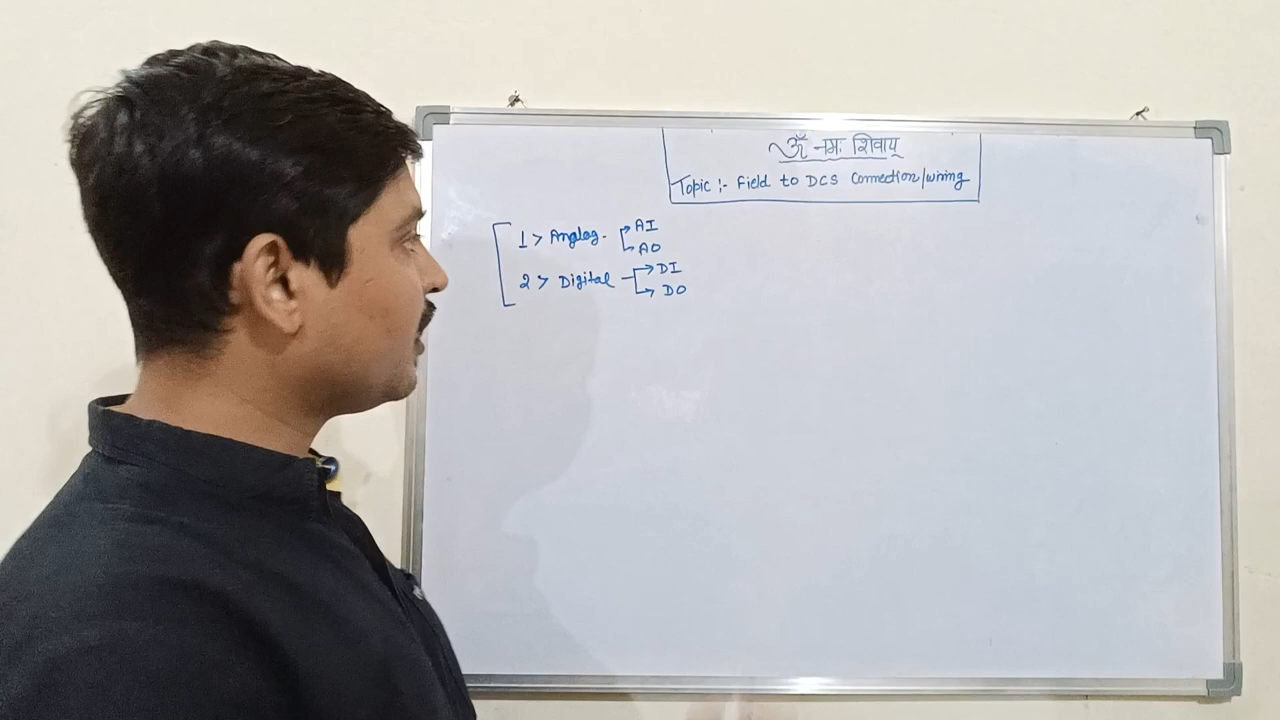 ॐ नमः शिवाय
Topic :- Field to DCS Connection/wiring
1> Analog - AI
AO
2> Digital - DI
DO